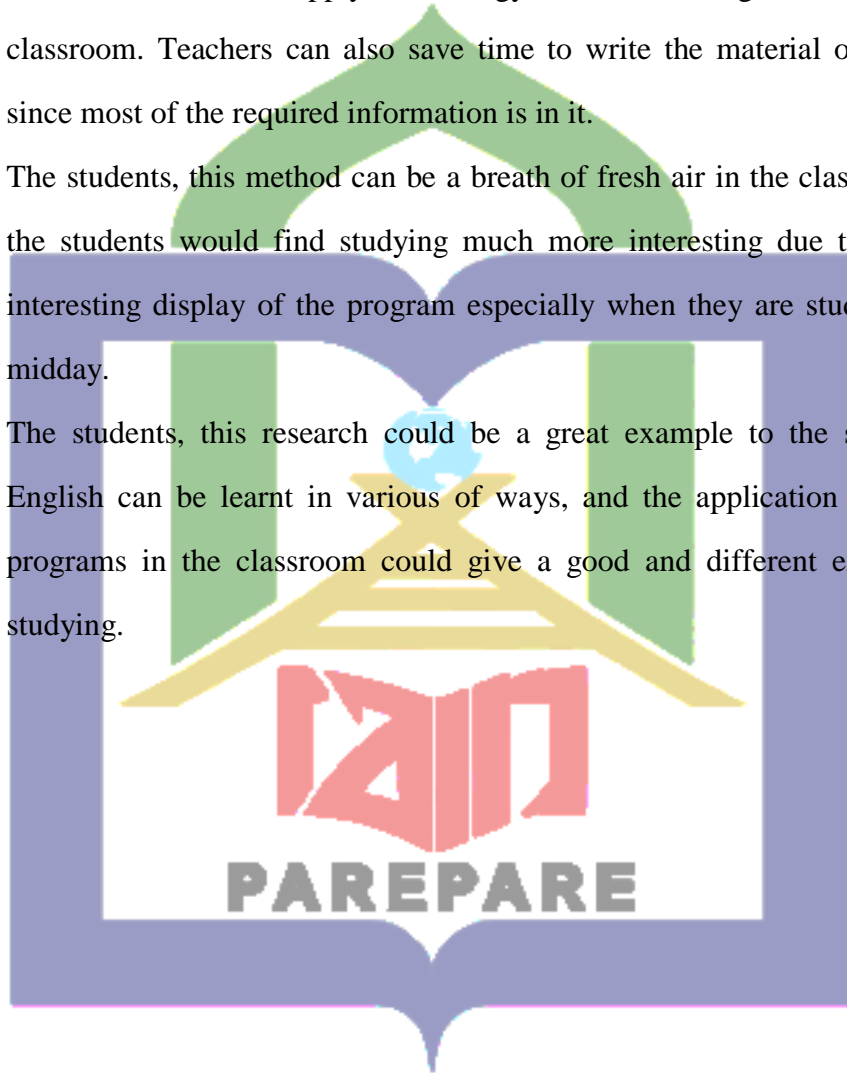 classroom. Teachers can also save time to write the material
since most of the required information is in it.
The students, this method can be a breath of fresh air in the
the students would find studying much more interesting due
interesting display of the program especially when they are
midday.
The students, this research could be a great example to the
English can be learnt in various of ways, and the application
programs in the classroom could give a good and different
studying.
PAREPARE